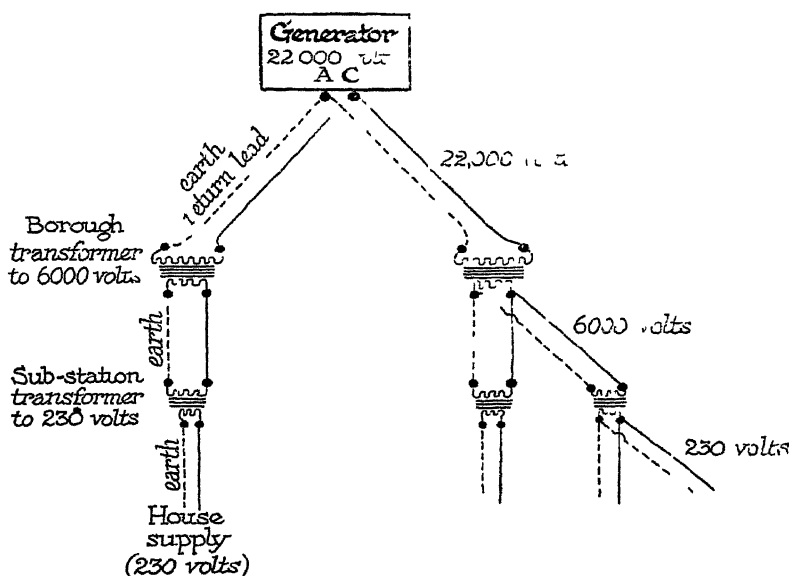 Generator
22 000
A C
earth
return lead
22,000
Borough
transformer
to 6000 volts
earth
6000 volts
Sub-station
transformer
to 230 volts
230 volts
earth
House
supply
(230 volts)